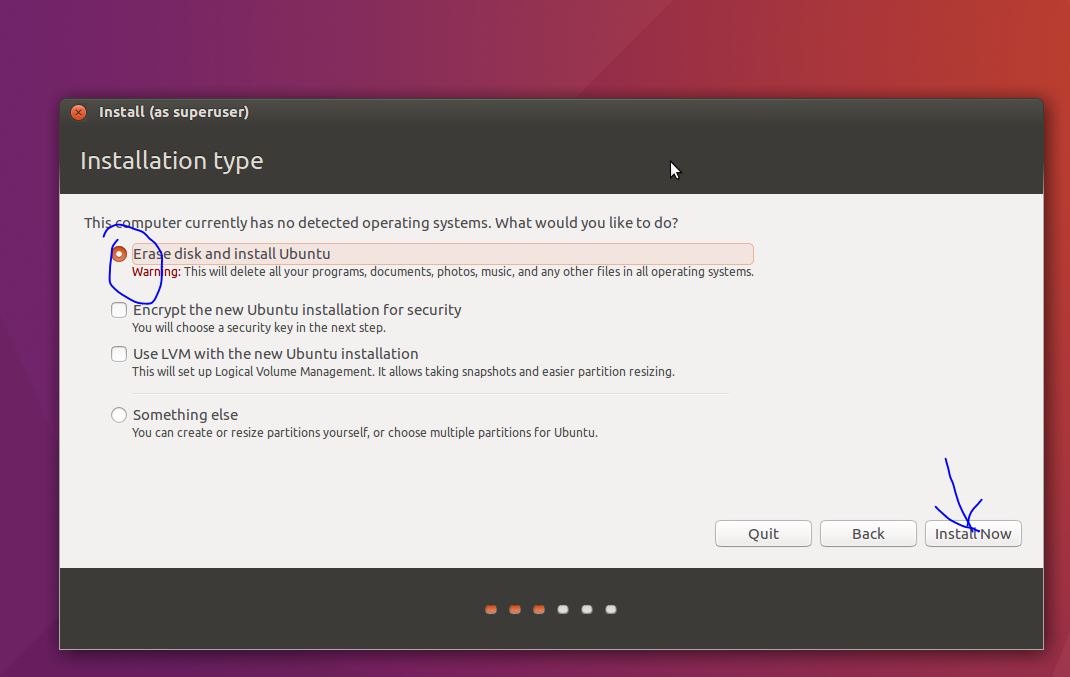 Install (as superuser)
Installation type
This computer currently has no detected operating systems. What would you like to do?
Erase disk and install Ubuntu
Warning: This will delete all your programs, documents, photos, music, and any other files in all operating systems.
Encrypt the new Ubuntu installation for security
You will choose a security key in the next step.
Use LVM with the new Ubuntu installation
This will set up Logical Volume Management. It allows taking snapshots and easier partition resizing.
Something else
You can create or resize partitions yourself, or choose multiple partitions for Ubuntu.
Quit Back Install Now